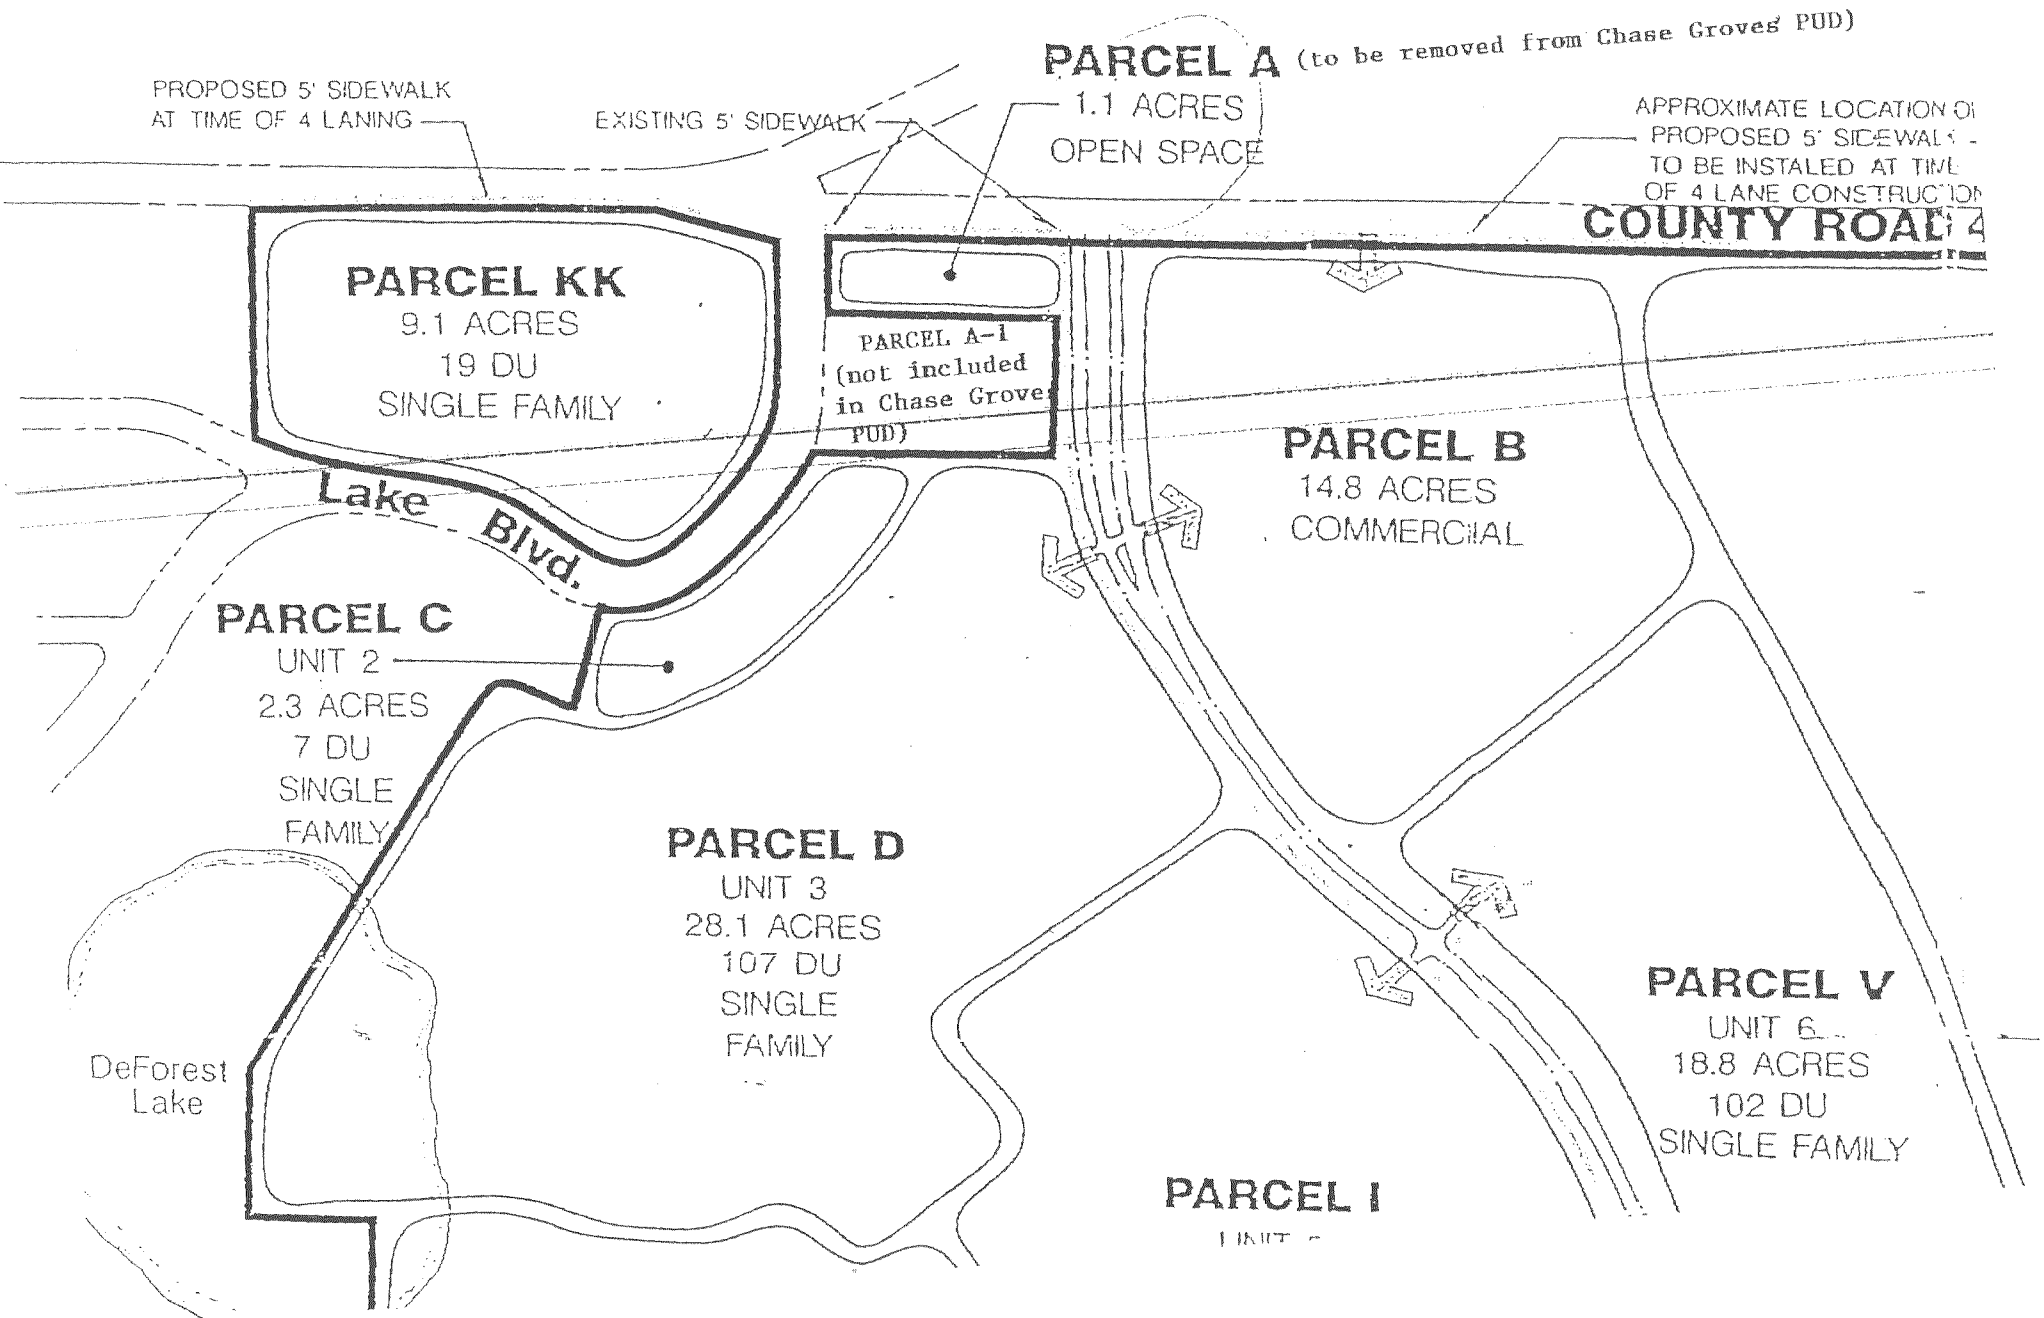 PARCEL A (to be removed from Chase Groves PUD)
1.1 ACRES
OPEN SPACE
PROPOSED 5' SIDEWALK
AT TIME OF 4 LANING
EXISTING 5' SIDEWALK
APPROXIMATE LOCATION
PROPOSED 5' SIDEWALK
TO BE INSTALED AT TIME
OF 4 LANE CONSTRUCTION
COUNTY ROAD 4
PARCEL KK
9.1 ACRES
19 DU
SINGLE FAMILY
PARCEL A-1
(not included
in Chase Groves
PUD)
PARCEL B
14.8 ACRES
COMMERCIIAL
Lake Blvd.
PARCEL C
UNIT 2
2.3 ACRES
7 DU
SINGLE
FAMILY
PARCEL D
UNIT 3
28.1 ACRES
107 DU
SINGLE
FAMILY
DeForest
Lake
PARCEL V
UNIT 6
18.8 ACRES
102 DU
SINGLE FAMILY
PARCEL I
UNIT